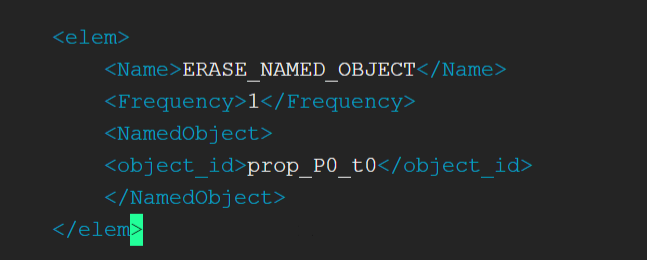 <elem>
<Name>ERASE_NAMED_OBJECT</Name>
<Frequency>1</Frequency>
<NamedObject>
<object_id>prop_P0_t0</object_id>
</NamedObject>
</elem>